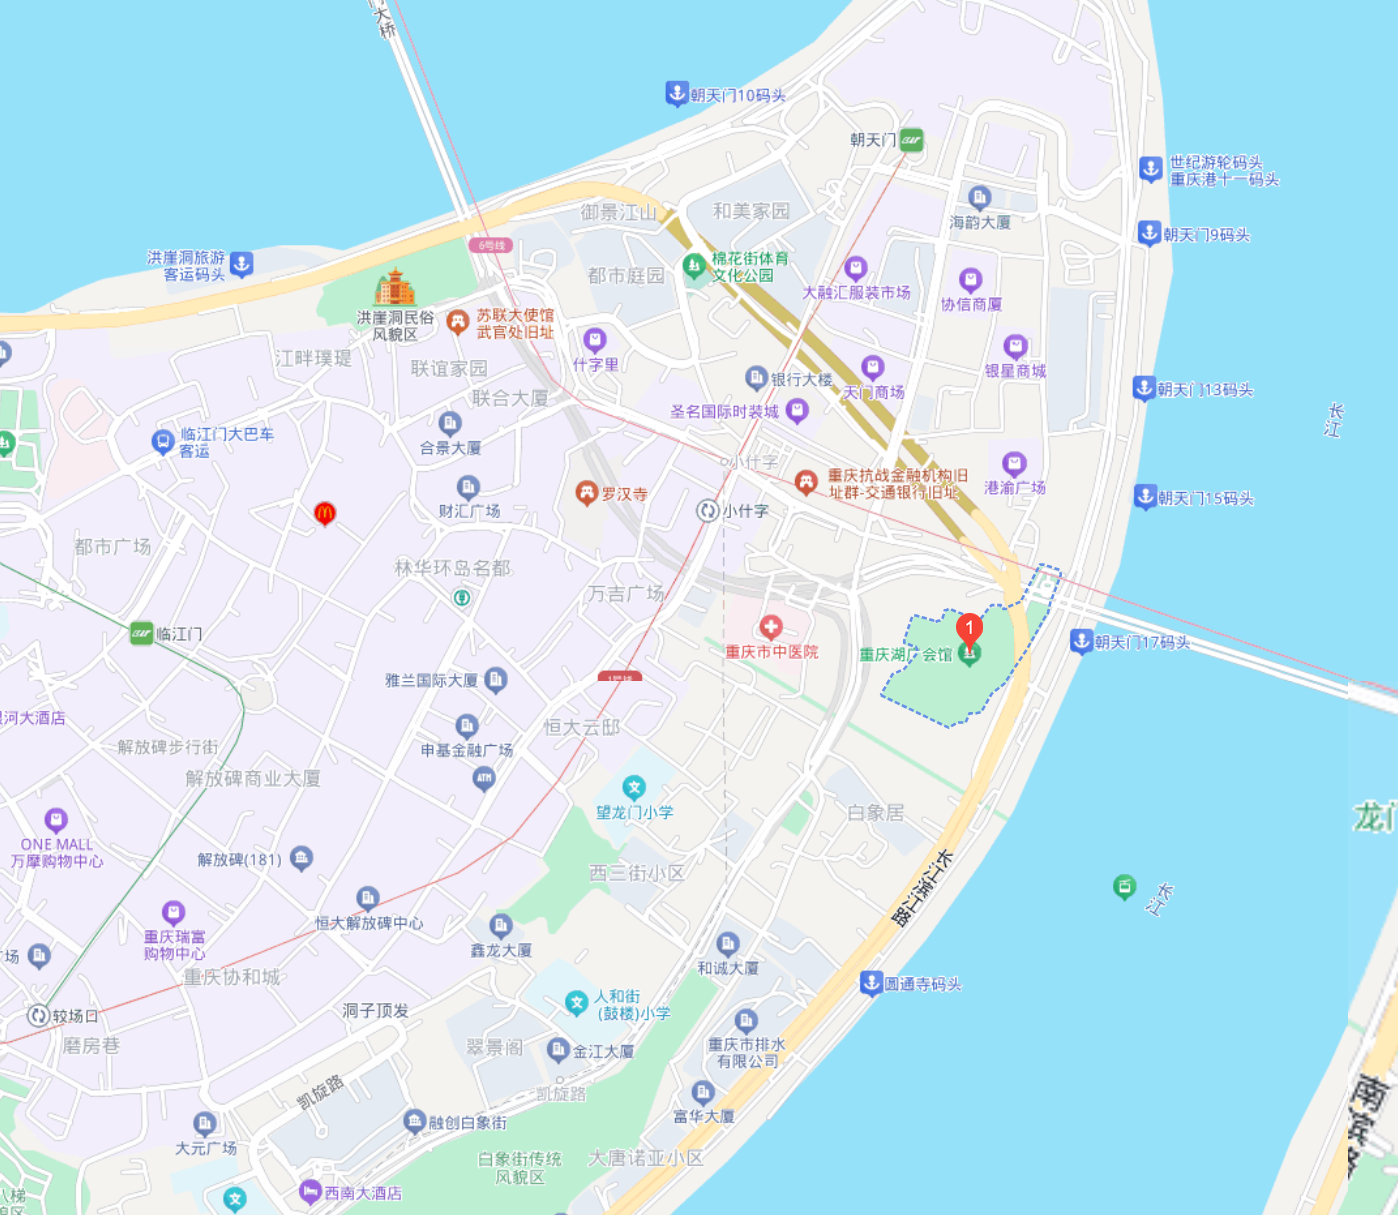 门大桥
朝天门10码头
朝天门
世纪游轮码头
重庆港十一码头
御景江山
和美家园
海韵大厦
朝天门9码头
6号线
洪崖洞旅游
客运码头
棉花街体育
文化公园
都市庭园
大融汇服装市场
协信商厦
洪崖洞民俗
风貌区
苏联大使馆
武官处旧址
江畔璞瑅
联谊家园
什字里
银行大楼
天门商场
银星商城
朝天门13码头
联合大厦
圣名国际时装城
长江
临江门大巴车
客运
合景大厦
小什字
重庆抗战金融机构旧
址群-交通银行旧址
港渝广场
朝天门15码头
财汇广场
罗汉寺
小什字
都市广场
林华环岛名都
万吉广场
1
临江门
重庆市中医院
重庆湖广会馆
朝天门17码头
雅兰国际大厦
1号线
河大酒店
解放碑步行街
申基金融广场
恒大云邸
解放碑商业大厦
ATM
望龙门小学
白象居
龙门
ONE MALL
万摩购物中心
解放碑(181)
西三街小区
长江滨江路
长江
恒大解放碑中心
重庆瑞富
购物中心
鑫龙大厦
和诚大厦
场
重庆协和城
圆通寺码头
人和街
(鼓楼)小学
较场口
洞子顶发
磨房巷
翠景阁
金江大厦
重庆市排水
有限公司
凯旋路
凯旋路
南滨路
富华大厦
大元广场
融创白象街
白象街传统
风貌区
大唐诺亚小区
八梯
西南大酒店